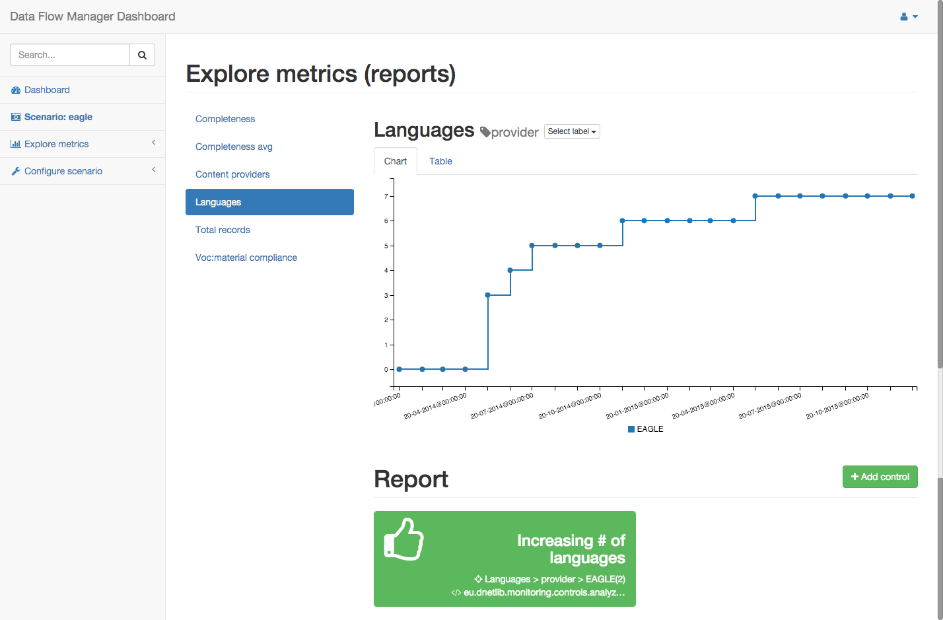 Data Flow Manager Dashboard
Search...
Dashboard
Scenario: eagle
Explore metrics
Configure scenario
Explore metrics (reports)
Completeness
Completeness avg
Content providers
Languages
Total records
Voc:material compliance
Languages provider Select label
Chart Table
7
6
5
4
3
2
1
0
/00:00:00
20-04-2014@00:00:00
20-07-2014@00:00:00
20-10-2014@00:00:00
20-01-2015@00:00:00
20-04-2015@00:00:00
20-07-2015@00:00:00
20-10-2015@00:00:00
EAGLE
Report
+ Add control
Increasing # of
languages
Languages > provider > EAGLE(2)
</> eu.dnetlib.monitoring.controls.analyz...